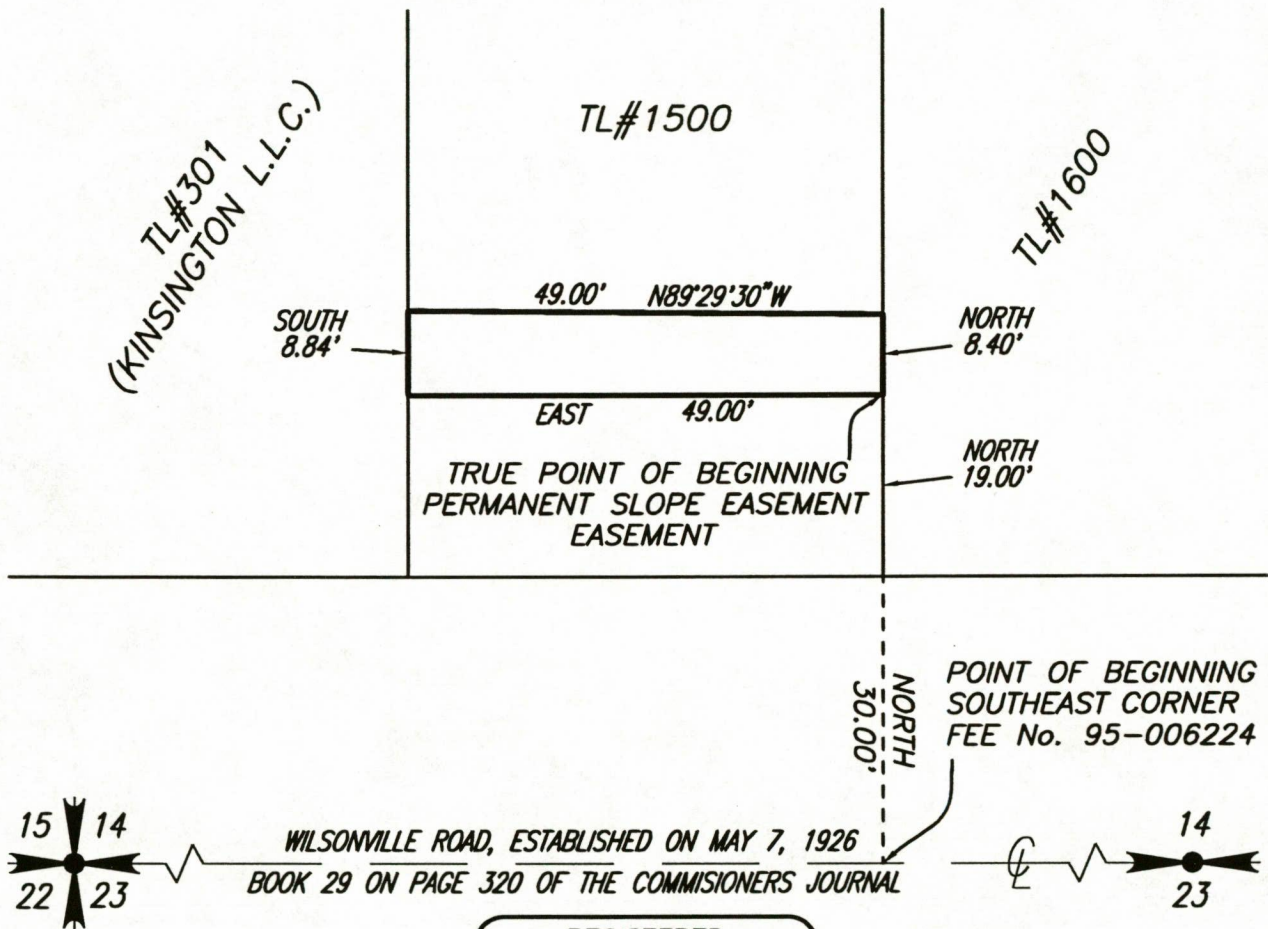 TL#1500
TL#301
(KINSINGTON L.L.C.)
TL#1600
49.00' N89°29'30"W
SOUTH
8.84'
NORTH
8.40'
EAST 49.00'
TRUE POINT OF BEGINNING
PERMANENT SLOPE EASEMENT
EASEMENT
NORTH
19.00'
NORTH
30.00'
POINT OF BEGINNING
SOUTHEAST CORNER
FEE No. 95-006224
15 14
22 23
WILSONVILLE ROAD, ESTABLISHED ON MAY 7, 1926
BOOK 29 ON PAGE 320 OF THE COMMISIONERS JOURNAL
CL
14
23